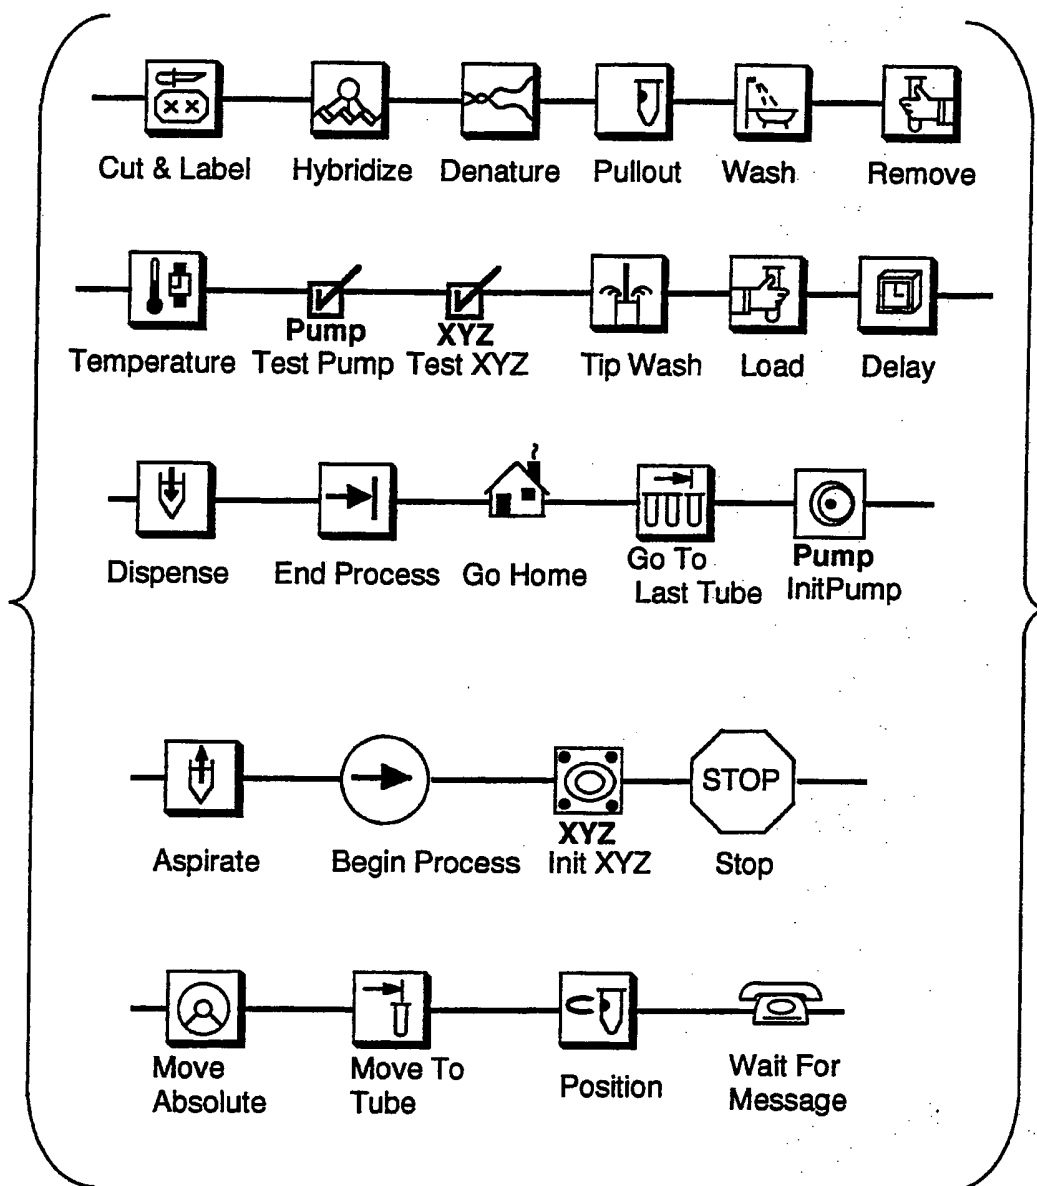 Cut & Label Hybridize Denature Pullout Wash Remove
Pump XYZ
Temperature Test Pump Test XYZ Tip Wash Load Delay
Dispense End Process Go Home Go To Last Tube Pump InitPump
STOP
XYZ
Aspirate Begin Process Init XYZ Stop
Move Absolute Move To Tube Position Wait For Message